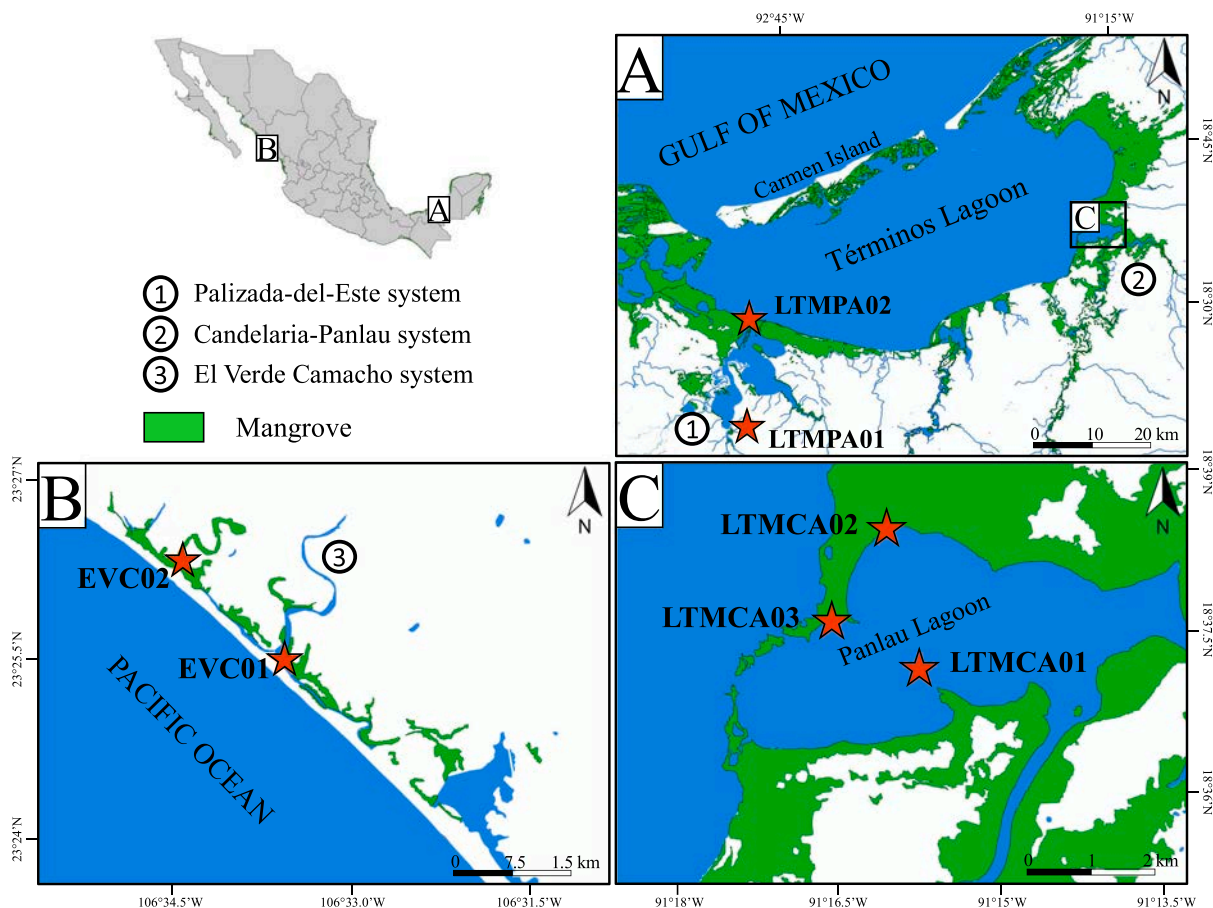 92°45'W
91°15'W
A
N
GULF OF MEXICO
Carmen Island
Términos Lagoon
C
2
LTMPA02
1
LTMPA01
0
10
20 km
18°45'N
18°30'N
B
A
1 Palizada-del-Este system
2 Candelaria-Panlau system
3 El Verde Camacho system
Mangrove
B
N
3
EVC02
EVC01
PACIFIC OCEAN
0
7.5
1.5 km
23°27'N
23°25.5'N
23°24'N
106°34.5'W
106°33.0'W
106°31.5'W
C
N
LTMCA02
LTMCA03
Panlau Lagoon
LTMCA01
0
1
2 km
18°39'N
18°37.5'N
18°36'N
91°18'W
91°16.5'W
91°15'W
91°13.5'W